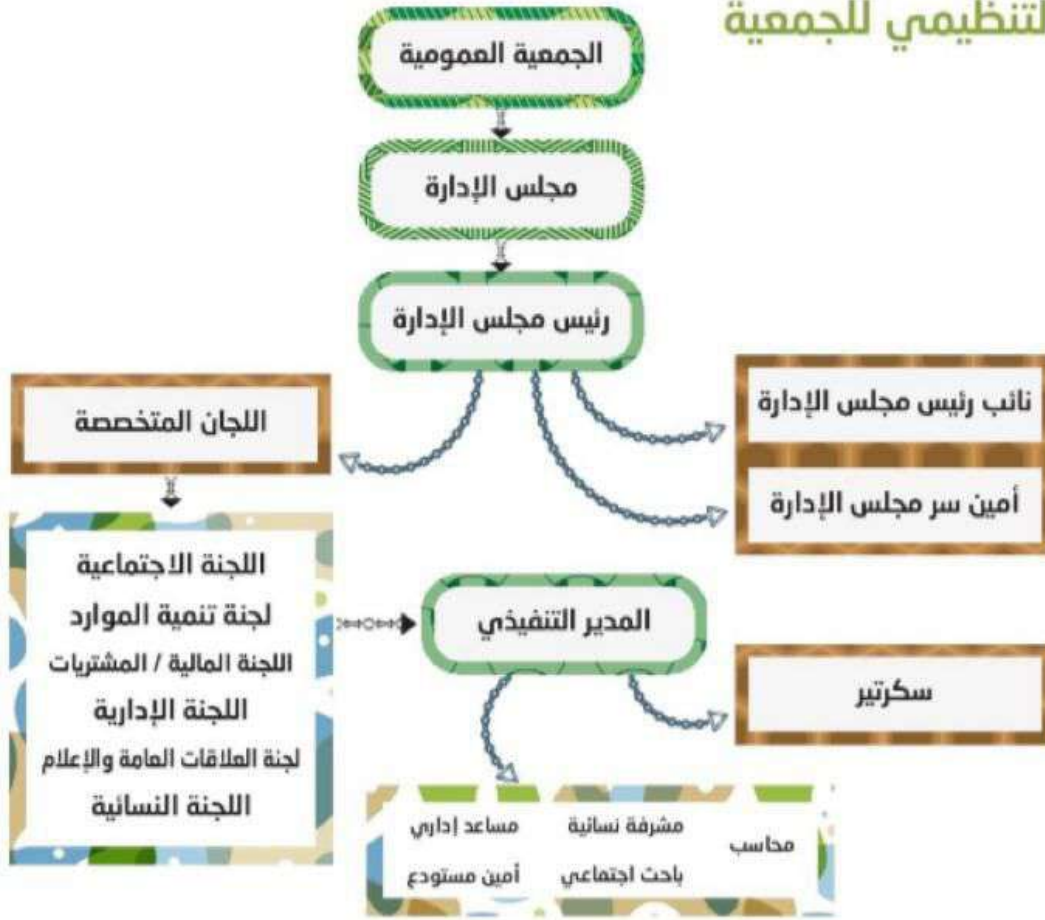 لتنظيمي للجمعية
الجمعية العمومية
مجلس الإدارة
رئيس مجلس الإدارة
نائب رئيس مجلس الإدارة
أمين سر مجلس الإدارة
اللجان المتخصصة
اللجنة الاجتماعية
لجنة تنمية الموارد
اللجنة المالية / المشتريات
اللجنة الإدارية
لجنة العلاقات العامة والإعلام
اللجنة النسائية
المدير التنفيذي
سكرتير
محاسب
مشرفة نسائية
باحث اجتماعي
مساعد إداري
أمين مستودع